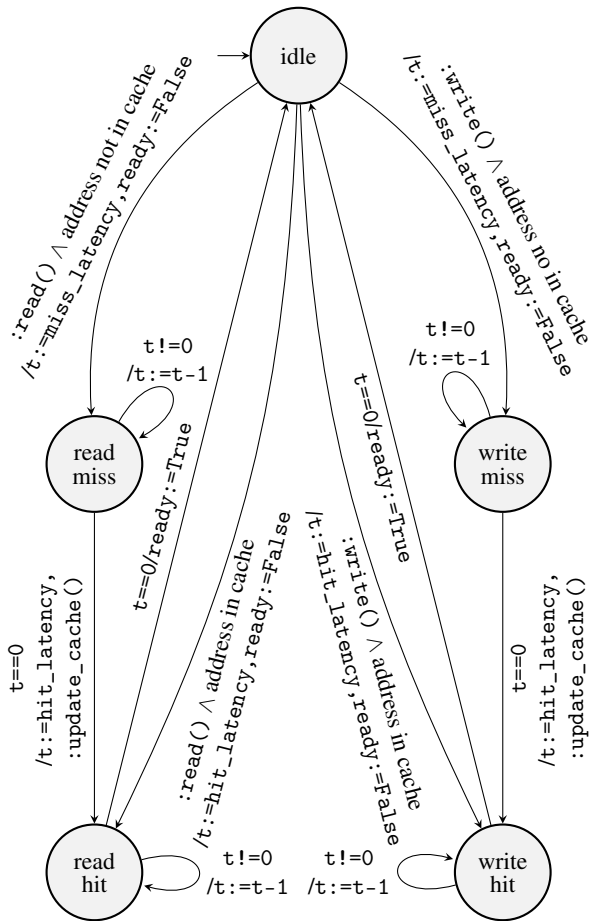 idle
:read() ∧ address not in cache
/t:=miss_latency,ready:=False
:write() ∧ address no in cache
/t:=miss_latency,ready:=False
t!=0
/t:=t-1
t!=0
/t:=t-1
read
miss
write
miss
t==0/ready:=True
t==0/ready:=True
t==0
/t:=hit_latency,
:update_cache()
:read() ∧ address in cache
/t:=hit_latency,ready:=False
:write() ∧ address in cache
/t:=hit_latency,ready:=False
t==0
/t:=hit_latency,
:update_cache()
read
hit
t!=0
/t:=t-1
t!=0
/t:=t-1
write
hit